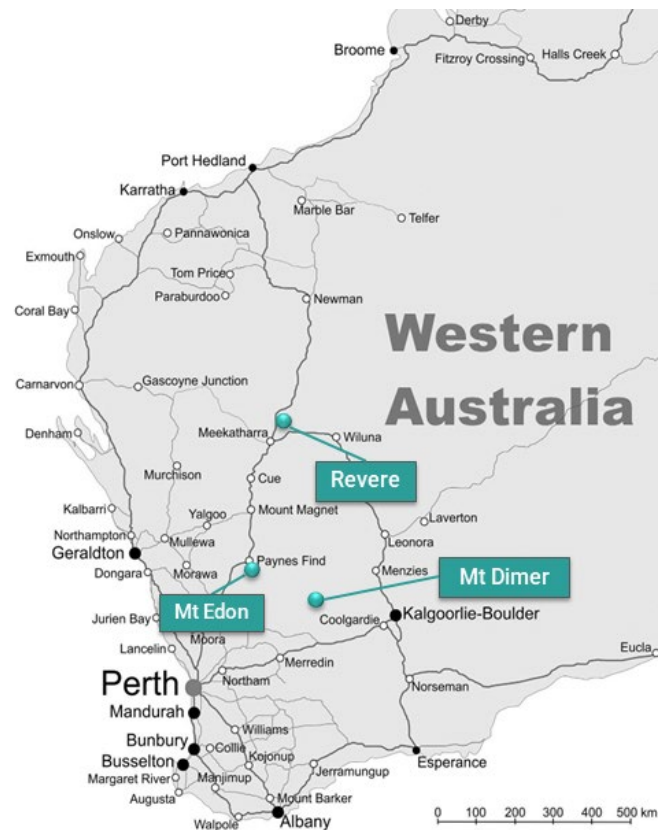 Derby
Broome
Fitzroy Crossing
Halls Creek
Port Hedland
Karratha
Marble Bar
Telfer
Onslow
Pannawonica
Exmouth
Tom Price
Paraburdoo
Newman
Coral Bay
Western
Australia
Carnarvon
Gascoyne Junction
Denham
Meekatharra
Wiluna
Murchison
Revere
Cue
Kalbarri
Yalgoo
Mount Magnet
Laverton
Northampton
Mullewa
Leonora
Geraldton
Paynes Find
Dongara
Morawa
Menzies
Mt Dimer
Mt Edon
Jurien Bay
Coolgardie
Kalgoorlie-Boulder
Moora
Lancelin
Merredin
Eucla
Northam
Perth
Norseman
Mandurah
Williams
Bunbury
Collie
Kojonup
Busselton
Esperance
Margaret River
Manjimup
Jerramungup
Augusta
Mount Barker
Walpole
Albany
0 100 200 300 400 500 km